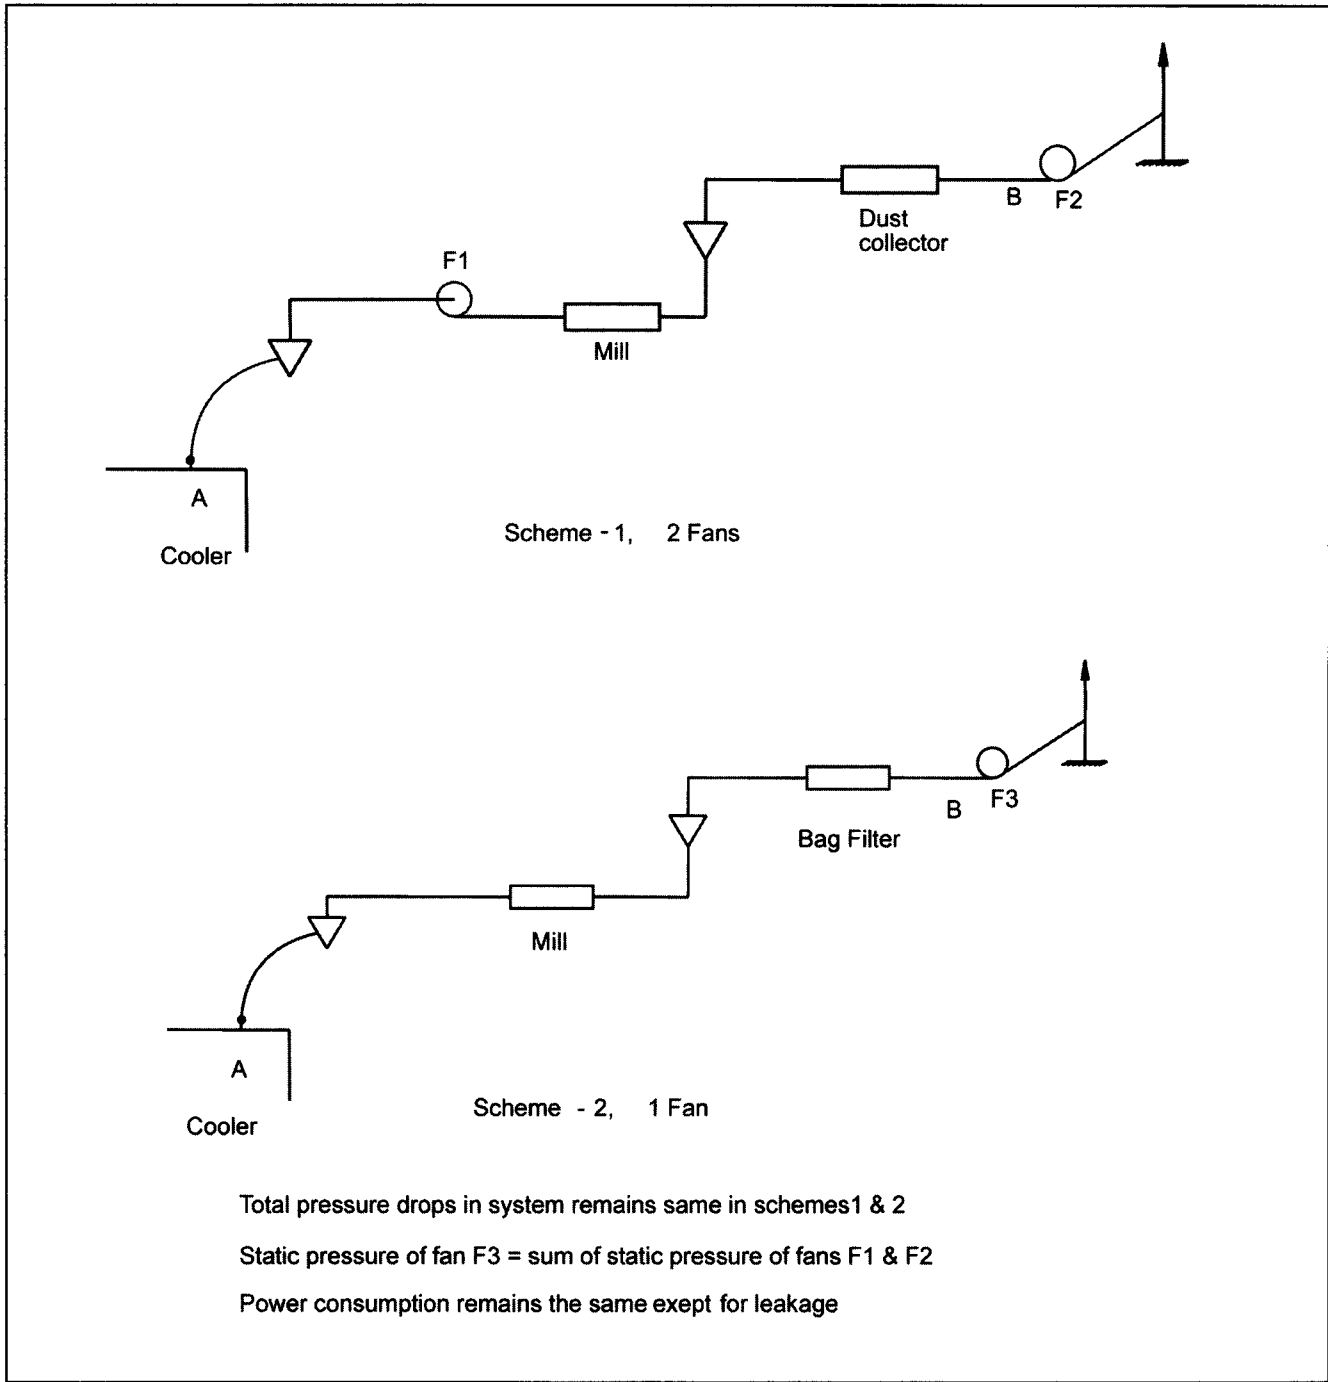 F1
B
F2
Dust
collector
Mill
A
Cooler
Scheme - 1, 2 Fans
B
F3
Bag Filter
Mill
A
Cooler
Scheme - 2, 1 Fan
Total pressure drops in system remains same in schemes1 & 2
Static pressure of fan F3 = sum of static pressure of fans F1 & F2
Power consumption remains the same exept for leakage